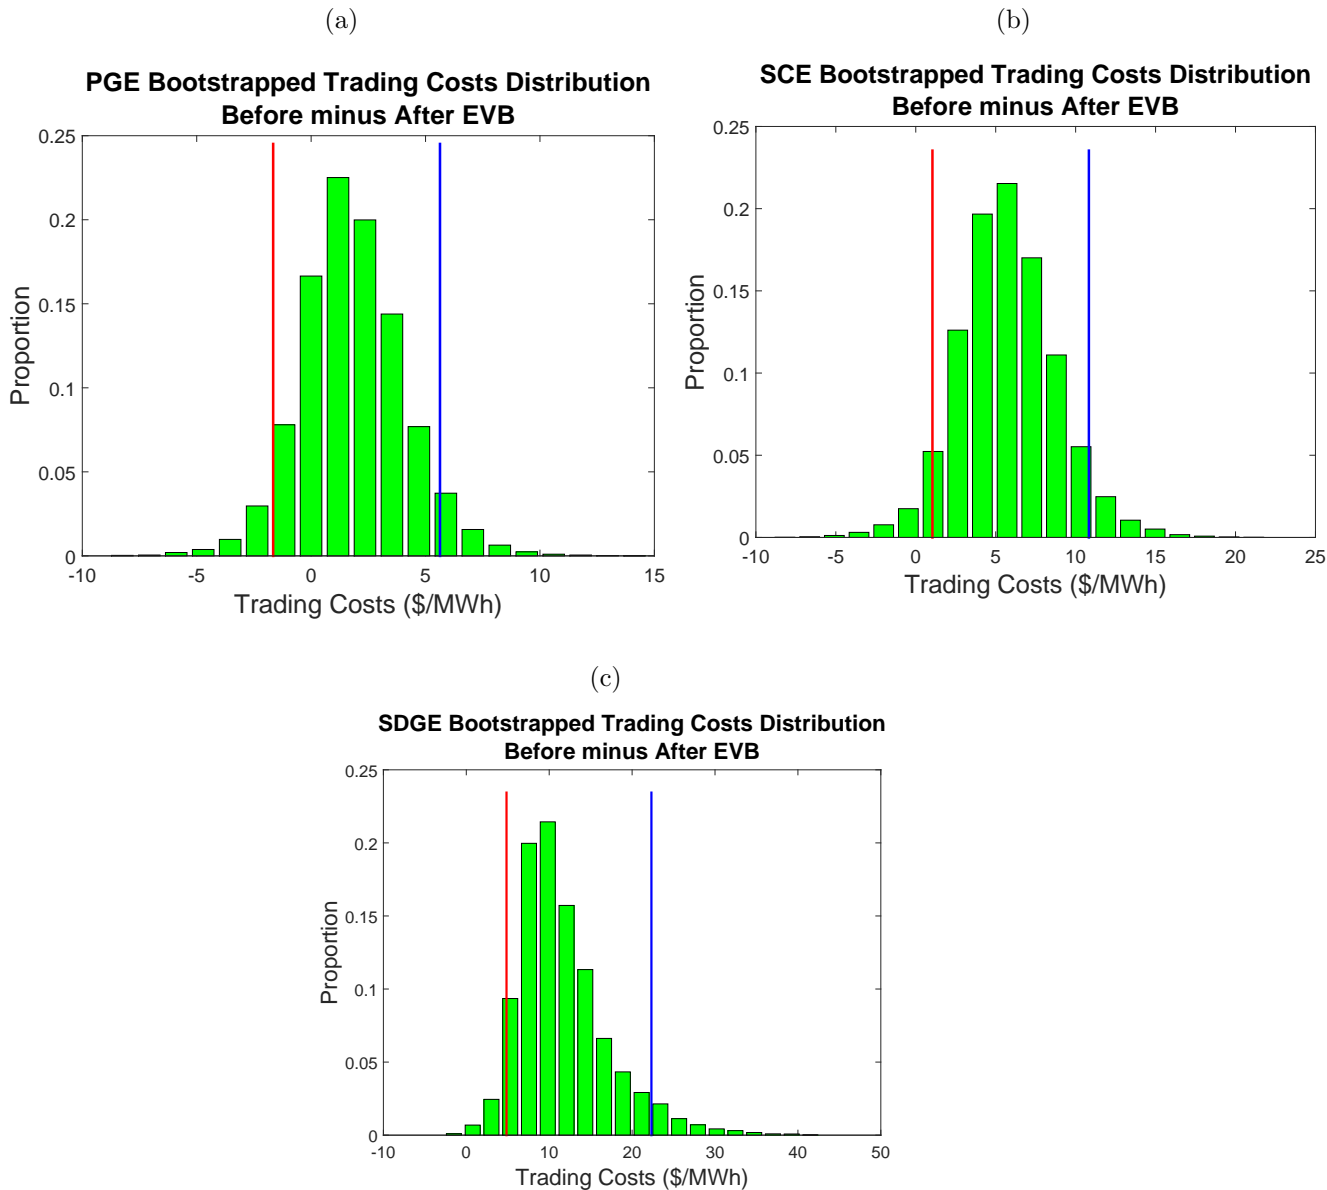 (a)
PGE Bootstrapped Trading Costs Distribution
Before minus After EVB
0.25
0.2
0.15
0.1
0.05
0
Proportion
-10 -5 0 5 10 15
Trading Costs ($/MWh)
(b)
SCE Bootstrapped Trading Costs Distribution
Before minus After EVB
0.25
0.2
0.15
0.1
0.05
0
Proportion
-10 -5 0 5 10 15 20 25
Trading Costs ($/MWh)
(c)
SDGE Bootstrapped Trading Costs Distribution
Before minus After EVB
0.25
0.2
0.15
0.1
0.05
0
Proportion
-10 0 10 20 30 40 50
Trading Costs ($/MWh)